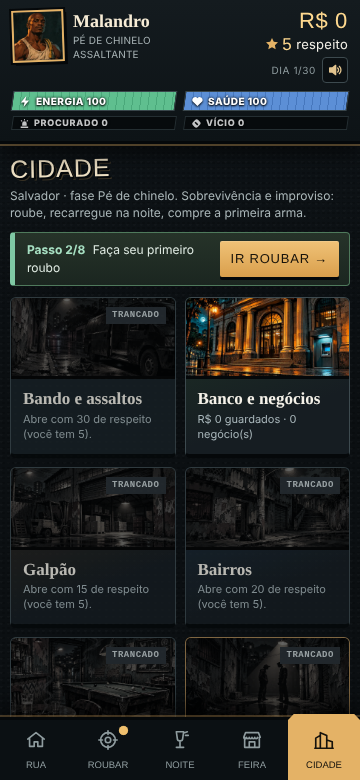 Malandro
PÉ DE CHINELO
ASSALTANTE
R$ 0
5 respeito
DIA 1/30
ENERGIA 100
SAÚDE 100
PROCURADO 0
VÍCIO 0
CIDADE
Salvador · fase Pé de chinelo. Sobrevivência e improviso:
roube, recarregue na noite, compre a primeira arma.
Passo 2/8 Faça seu primeiro
roubo
IR ROUBAR →
TRANCADO
Bando e assaltos
Abre com 30 de respeito
(você tem 5).
Banco e negócios
R$ 0 guardados · 0
negócio(s)
TRANCADO
Galpão
Abre com 15 de respeito
(você tem 5).
TRANCADO
Bairros
Abre com 20 de respeito
(você tem 5).
TRANCADO
TRANCADO
RUA
ROUBAR
NOITE
FEIRA
CIDADE